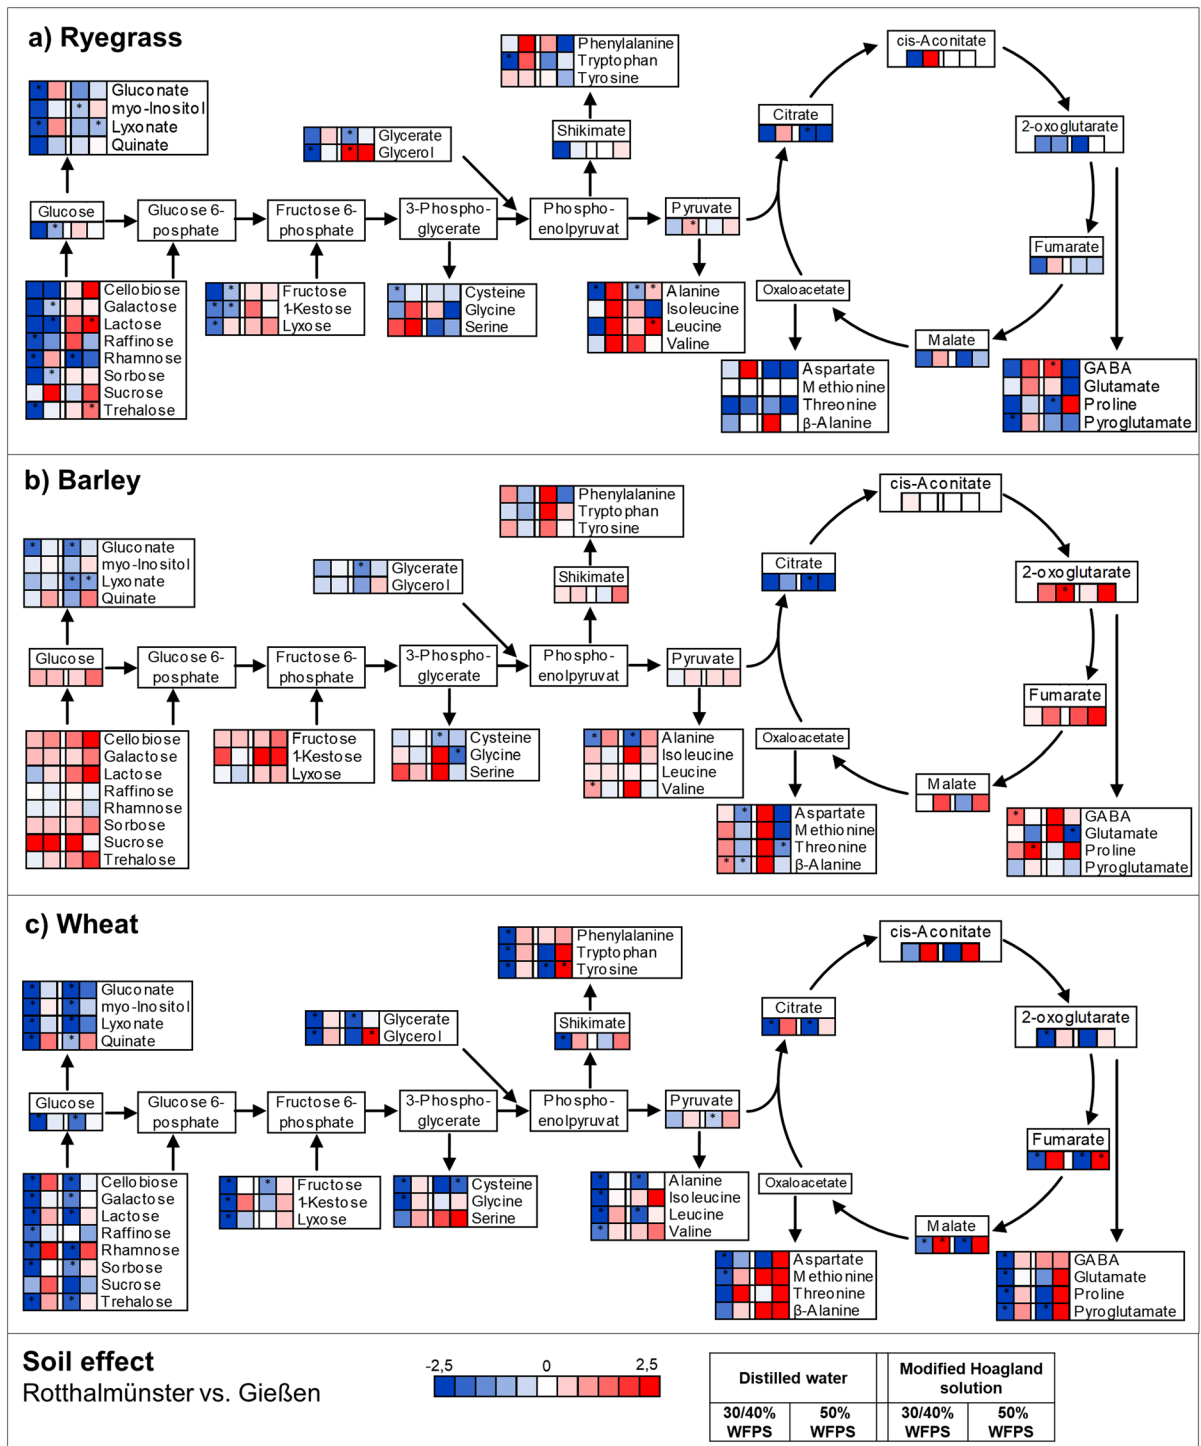 a) Ryegrass
Gluconate
myo-Inositol
Lyxonate
Quinate
Glycerate
Glycerol
Phenylalanine
Tryptophan
Tyrosine
Shikimate
cis-Aconitate
Citrate
2-oxoglutarate
Glucose
Glucose 6-
posphate
Fructose 6-
phosphate
3-Phospho-
glycerate
Phospho-
enolpyruvat
Pyruvate
Fumarate
Oxaloacetate
Malate
Cellobiose
Galactose
Lactose
Raffinose
Rhamnose
Sorbose
Sucrose
Trehalose
Fructose
1-Kestose
Lyxose
Cysteine
Glycine
Serine
Alanine
Isoleucine
Leucine
Valine
Aspartate
Methionine
Threonine
β-Alanine
GABA
Glutamate
Proline
Pyroglutamate
b) Barley
Gluconate
myo-Inositol
Lyxonate
Quinate
Glycerate
Glycerol
Phenylalanine
Tryptophan
Tyrosine
Shikimate
cis-Aconitate
Citrate
2-oxoglutarate
Glucose
Glucose 6-
posphate
Fructose 6-
phosphate
3-Phospho-
glycerate
Phospho-
enolpyruvat
Pyruvate
Fumarate
Oxaloacetate
Malate
Cellobiose
Galactose
Lactose
Raffinose
Rhamnose
Sorbose
Sucrose
Trehalose
Fructose
1-Kestose
Lyxose
Cysteine
Glycine
Serine
Alanine
Isoleucine
Leucine
Valine
Aspartate
Methionine
Threonine
β-Alanine
GABA
Glutamate
Proline
Pyroglutamate
c) Wheat
Gluconate
myo-Inositol
Lyxonate
Quinate
Glycerate
Glycerol
Phenylalanine
Tryptophan
Tyrosine
Shikimate
cis-Aconitate
Citrate
2-oxoglutarate
Glucose
Glucose 6-
posphate
Fructose 6-
phosphate
3-Phospho-
glycerate
Phospho-
enolpyruvat
Pyruvate
Fumarate
Oxaloacetate
Malate
Cellobiose
Galactose
Lactose
Raffinose
Rhamnose
Sorbose
Sucrose
Trehalose
Fructose
1-Kestose
Lyxose
Cysteine
Glycine
Serine
Alanine
Isoleucine
Leucine
Valine
Aspartate
Methionine
Threonine
β-Alanine
GABA
Glutamate
Proline
Pyroglutamate
Soil effect
Rotthalmünster vs. Gießen
-2,5 0 2,5
Distilled water
Modified Hoagland
solution
30/40%
WFPS
50%
WFPS
30/40%
WFPS
50%
WFPS